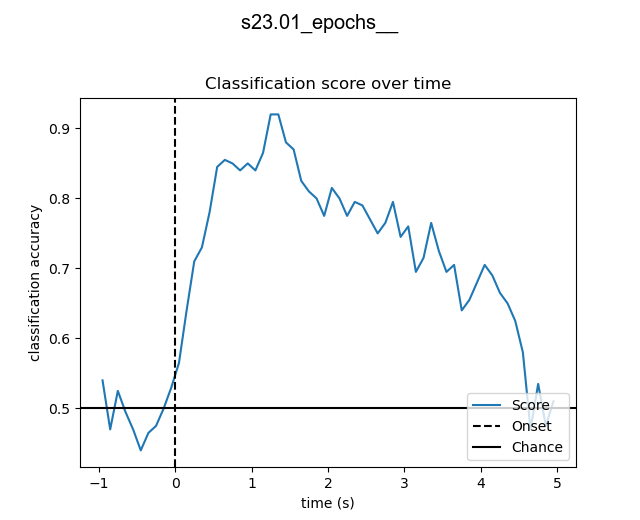 s23.01_epochs__
Classification score over time
classification accuracy
0.9
0.8
0.7
0.6
0.5
Score
Onset
Chance
−1 0 1 2 3 4 5
time (s)